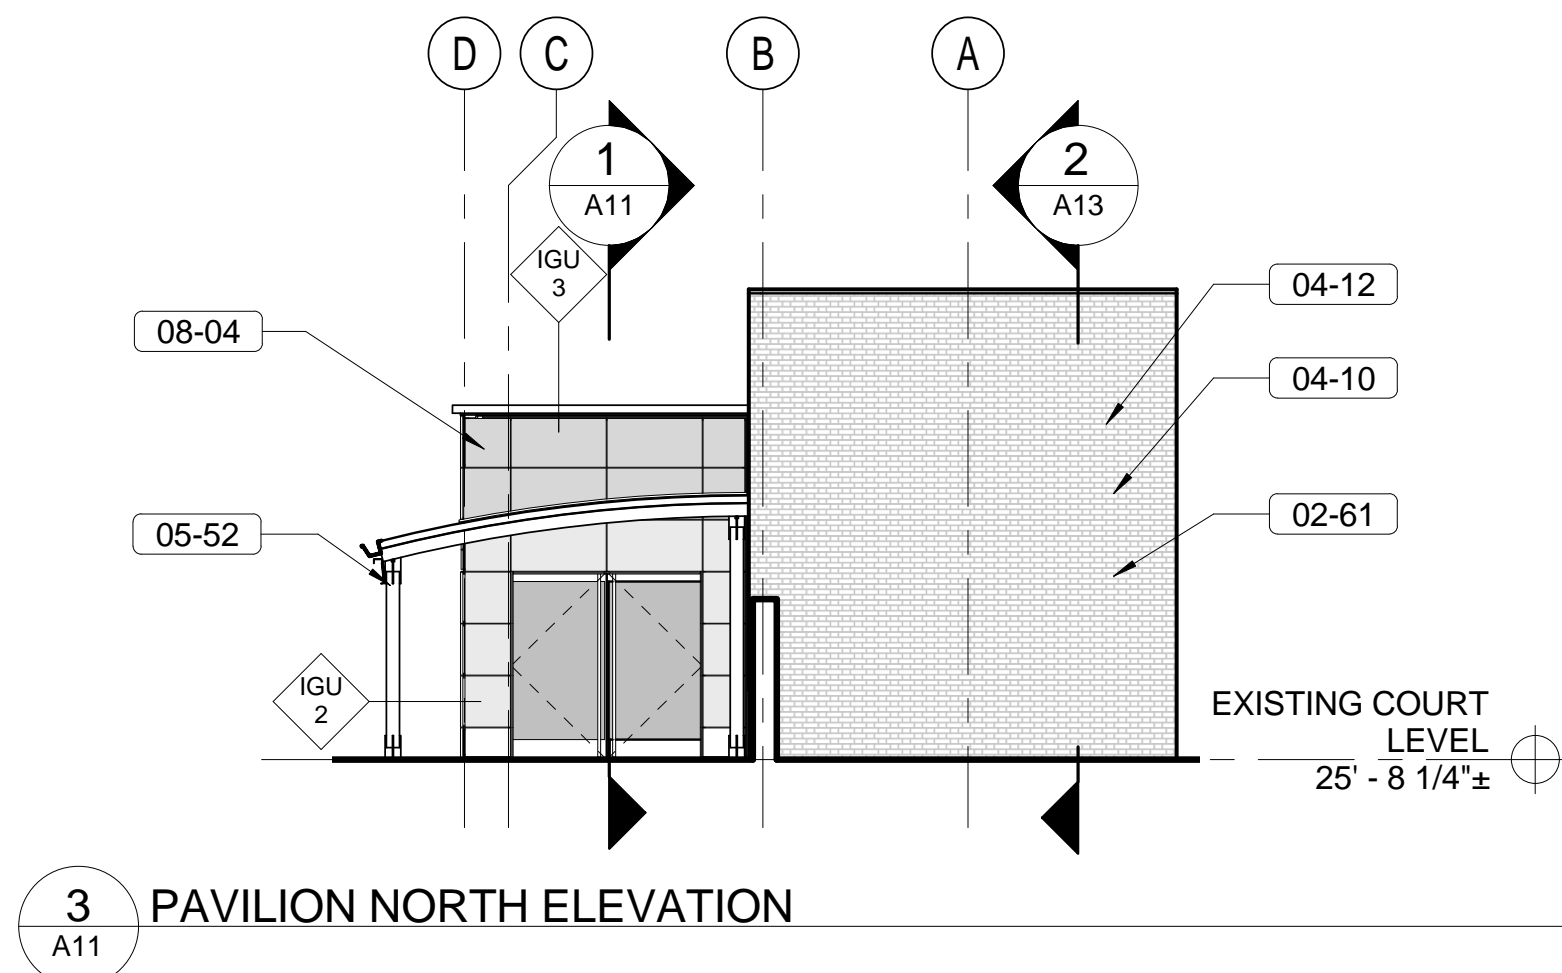 D
C
B
A
1
A11
2
A13
IGU
3
04-12
08-04
04-10
02-61
05-52
IGU
2
EXISTING COURT
LEVEL
25' - 8 1/4"±
3
A11
PAVILION NORTH ELEVATION